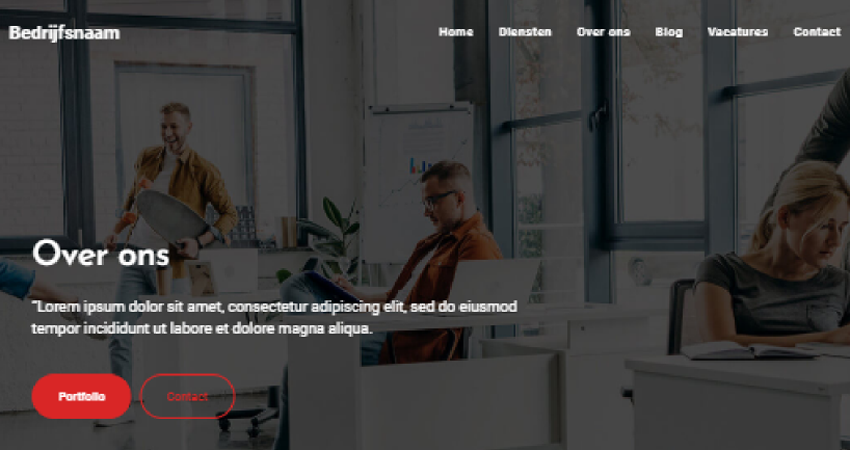 Bedrijfsnaam
Home Diensten Over ons Blog Vacatures Contact
Over ons
"Lorem ipsum dolor sit amet, consectetur adipiscing elit, sed do eiusmod
tempor incididunt ut labore et dolore magna aliqua.
Portfolio Contact